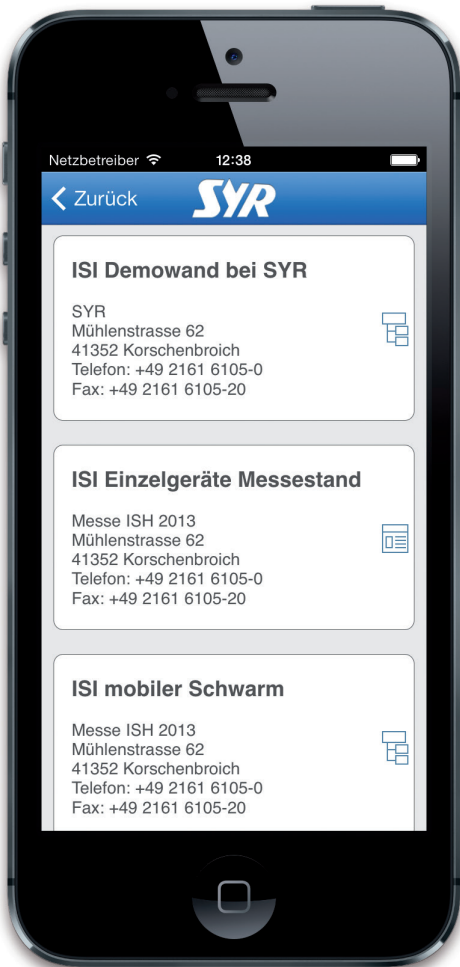 Netzbetreiber 12:38
Zurück SYR
ISI Demowand bei SYR
SYR
Mühlenstrasse 62
41352 Korschenbroich
Telefon: +49 2161 6105-0
Fax: +49 2161 6105-20
ISI Einzelgeräte Messestand
Messe ISH 2013
Mühlenstrasse 62
41352 Korschenbroich
Telefon: +49 2161 6105-0
Fax: +49 2161 6105-20
ISI mobiler Schwarm
Messe ISH 2013
Mühlenstrasse 62
41352 Korschenbroich
Telefon: +49 2161 6105-0
Fax: +49 2161 6105-20